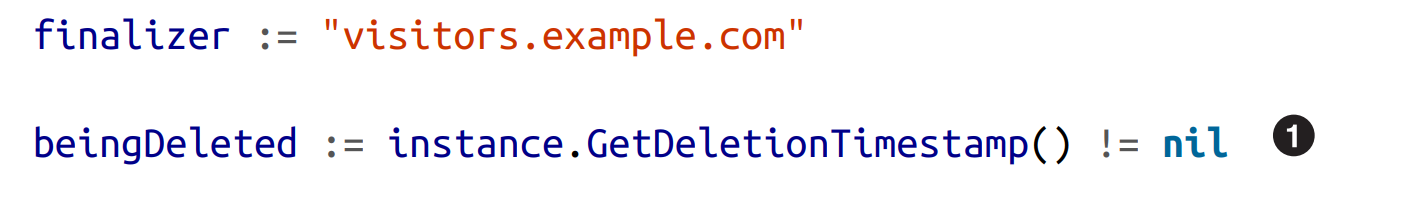 finalizer := "visitors.example.com"
beingDeleted := instance.GetDeletionTimestamp() != nil ❶